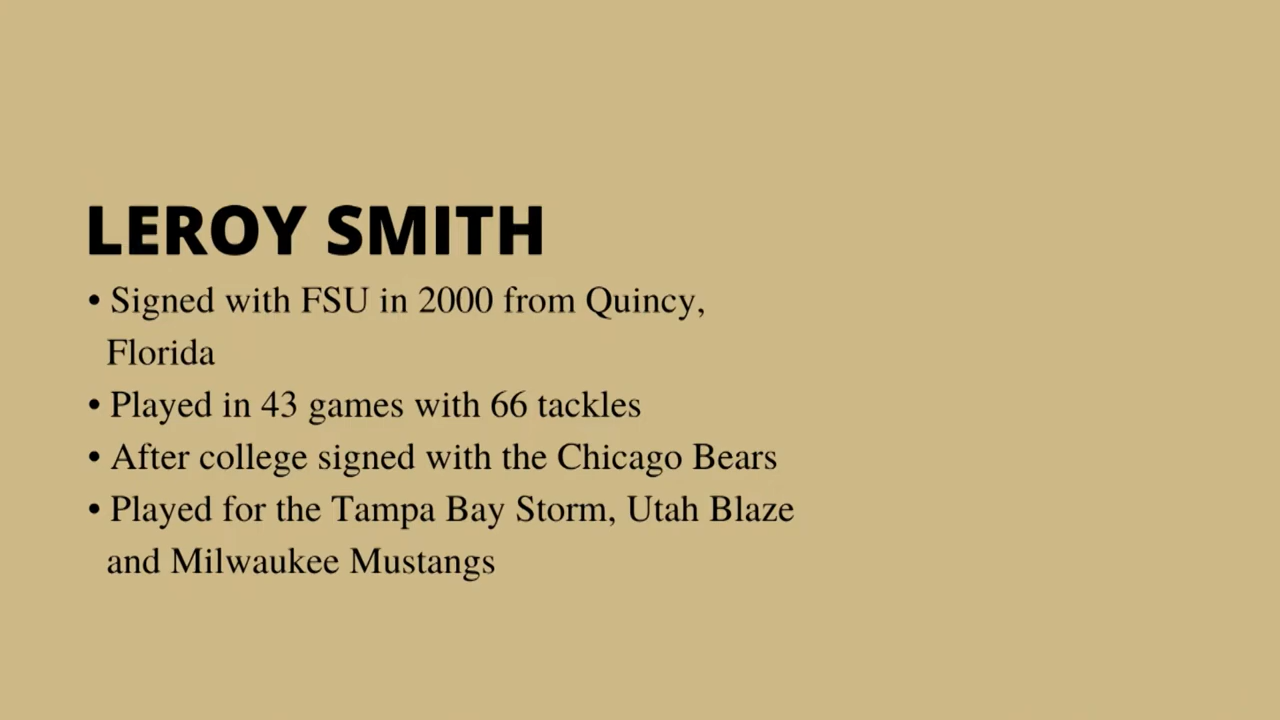 LEROY SMITH
• Signed with FSU in 2000 from Quincy,
Florida
• Played in 43 games with 66 tackles
• After college signed with the Chicago Bears
• Played for the Tampa Bay Storm, Utah Blaze
and Milwaukee Mustangs